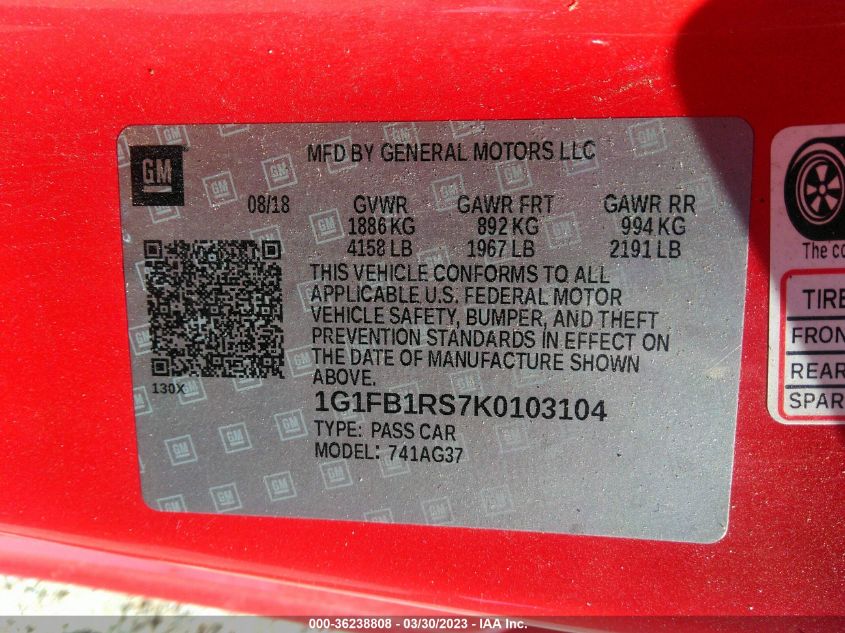 GM
MFD BY GENERAL MOTORS LLC
08/18 GVWR GAWR FRT GAWR RR
1886 KG 892 KG 994 KG
4158 LB 1967 LB 2191 LB
THIS VEHICLE CONFORMS TO ALL
APPLICABLE U.S. FEDERAL MOTOR
VEHICLE SAFETY, BUMPER, AND THEFT
PREVENTION STANDARDS IN EFFECT ON
THE DATE OF MANUFACTURE SHOWN
ABOVE.
130X
1G1FB1RS7K0103104
TYPE: PASS CAR
MODEL: 741AG37
The co
TIRE
FRON
REAR
SPAR
000-36238808 - 03/30/2023 - IAA Inc.